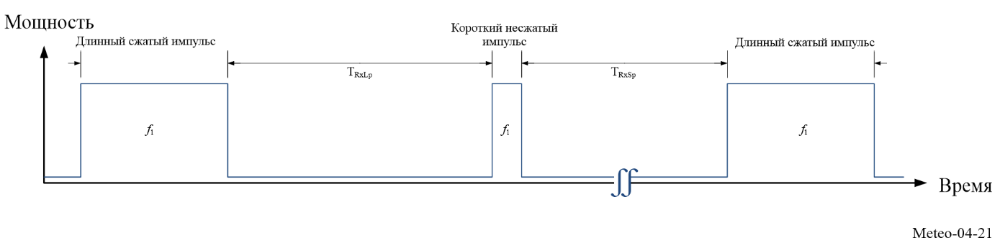 Мощность
Длинный сжатый импульс
Короткий несжатый
импульс
Длинный сжатый импульс
TRxLp
TRxSp
f1
f1
f1
Время
Meteo-04-21